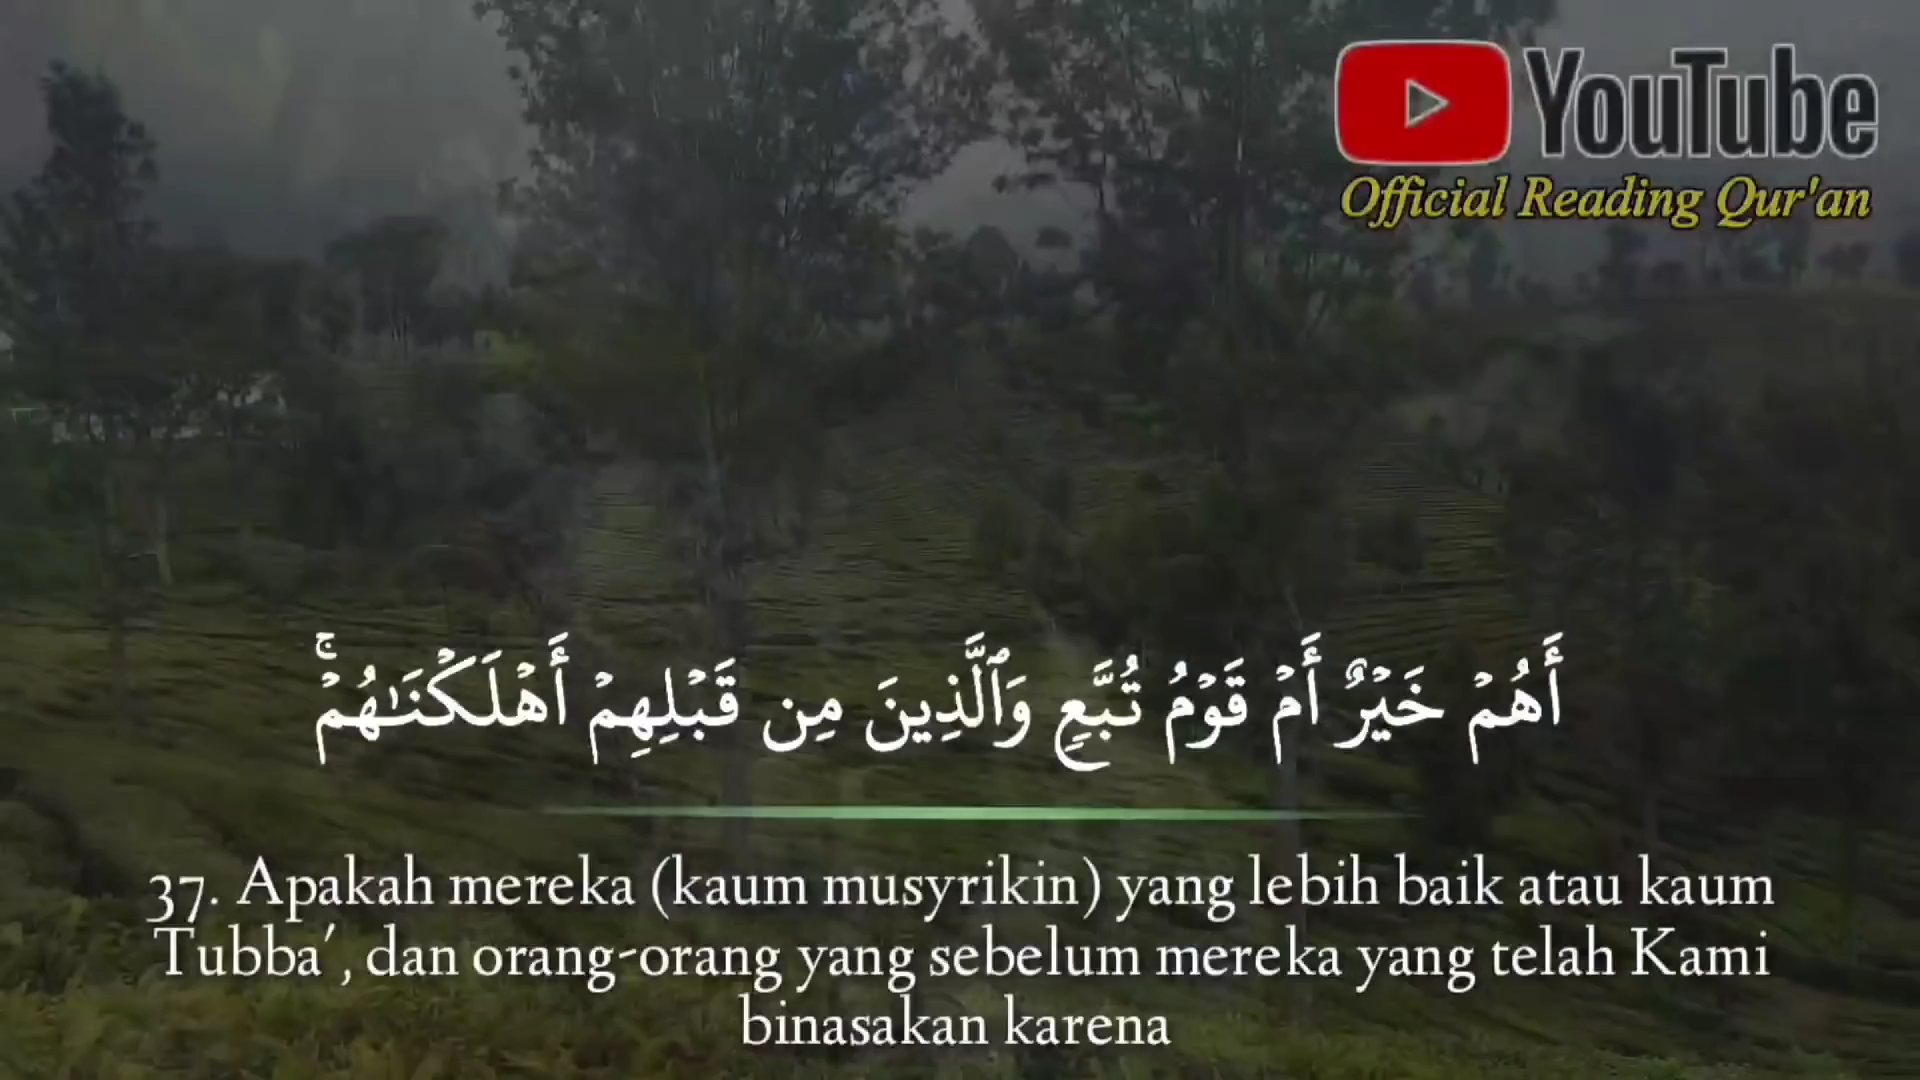 YouTube
Official Reading Qur'an
أَهُمۡ خَيۡرٌ أَمۡ قَوۡمُ تُبَّعٖ وَٱلَّذِينَ مِن قَبۡلِهِمۡ أَهۡلَكۡنَٰهُمۡۚ
37. Apakah mereka (kaum musyrikin) yang lebih baik atau kaum
Tubba', dan orang-orang yang sebelum mereka yang telah Kami
binasakan karena